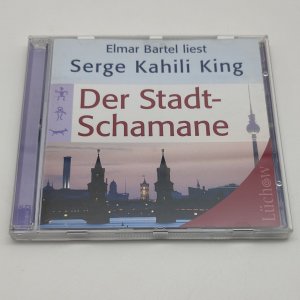 Elmar Bartel liest
Serge Kahili King
Der Stadt-
Schamane
Lüchow